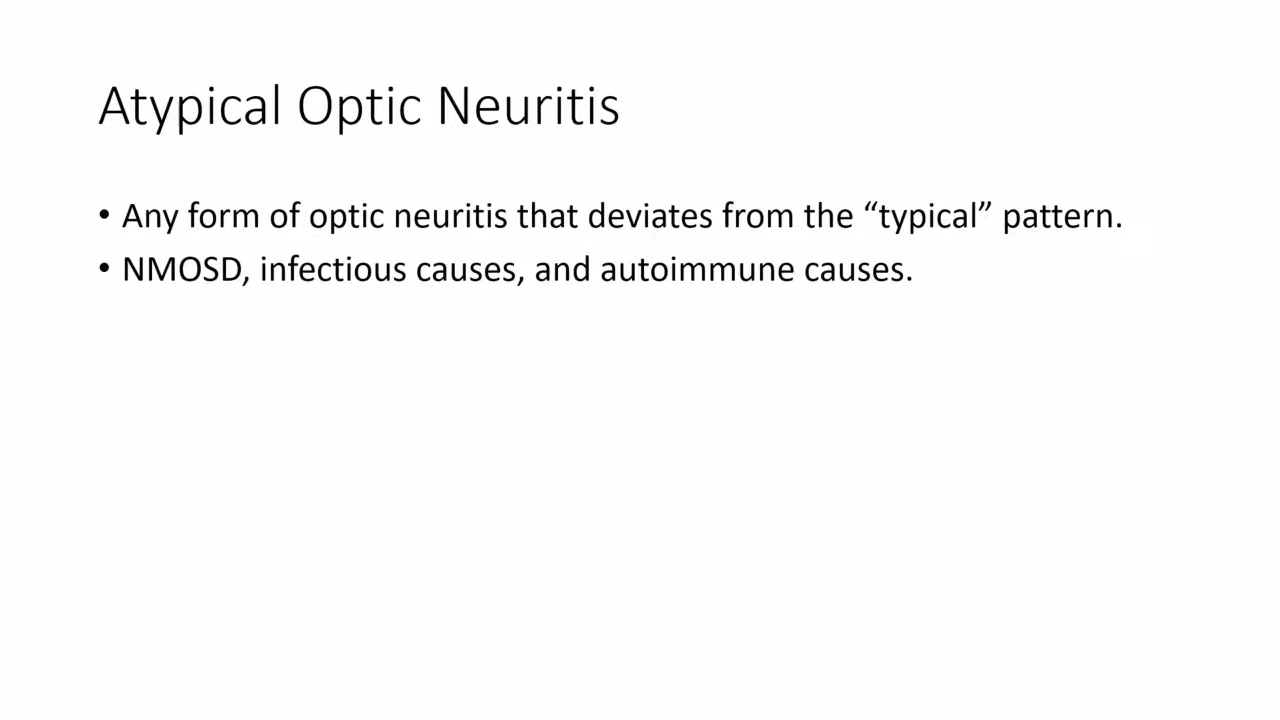 Atypical Optic Neuritis
• Any form of optic neuritis that deviates from the “typical” pattern.
• NMOSD, infectious causes, and autoimmune causes.